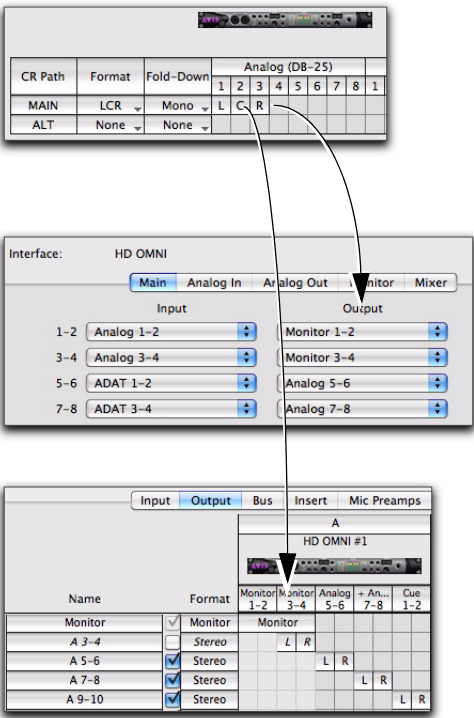 AVID
Analog (DB-25)
CR Path Format Fold-Down 1 2 3 4 5 6 7 8 1
MAIN LCR Mono L C R
ALT None None
Interface: HD OMNI
Main Analog In Analog Out Monitor Mixer
Input Output
1-2 Analog 1-2 Monitor 1-2
3-4 Analog 3-4 Monitor 3-4
5-6 ADAT 1-2 Analog 5-6
7-8 ADAT 3-4 Analog 7-8
Input Output Bus Insert Mic Preamps
A
HD OMNI #1
AVID
Name Format Monitor 1-2 Monitor 3-4 Analog 5-6 + An... 7-8 Cue 1-2
Monitor Monitor Monitor
A 3-4 Stereo L R
A 5-6 Stereo L R
A 7-8 Stereo L R
A 9-10 Stereo L R